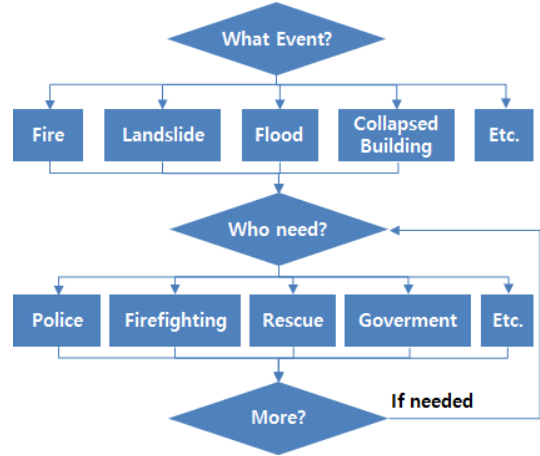 What Event?
Fire
Landslide
Flood
Collapsed
Building
Etc.
Who need?
Police
Firefighting
Rescue
Goverment
Etc.
If needed
More?